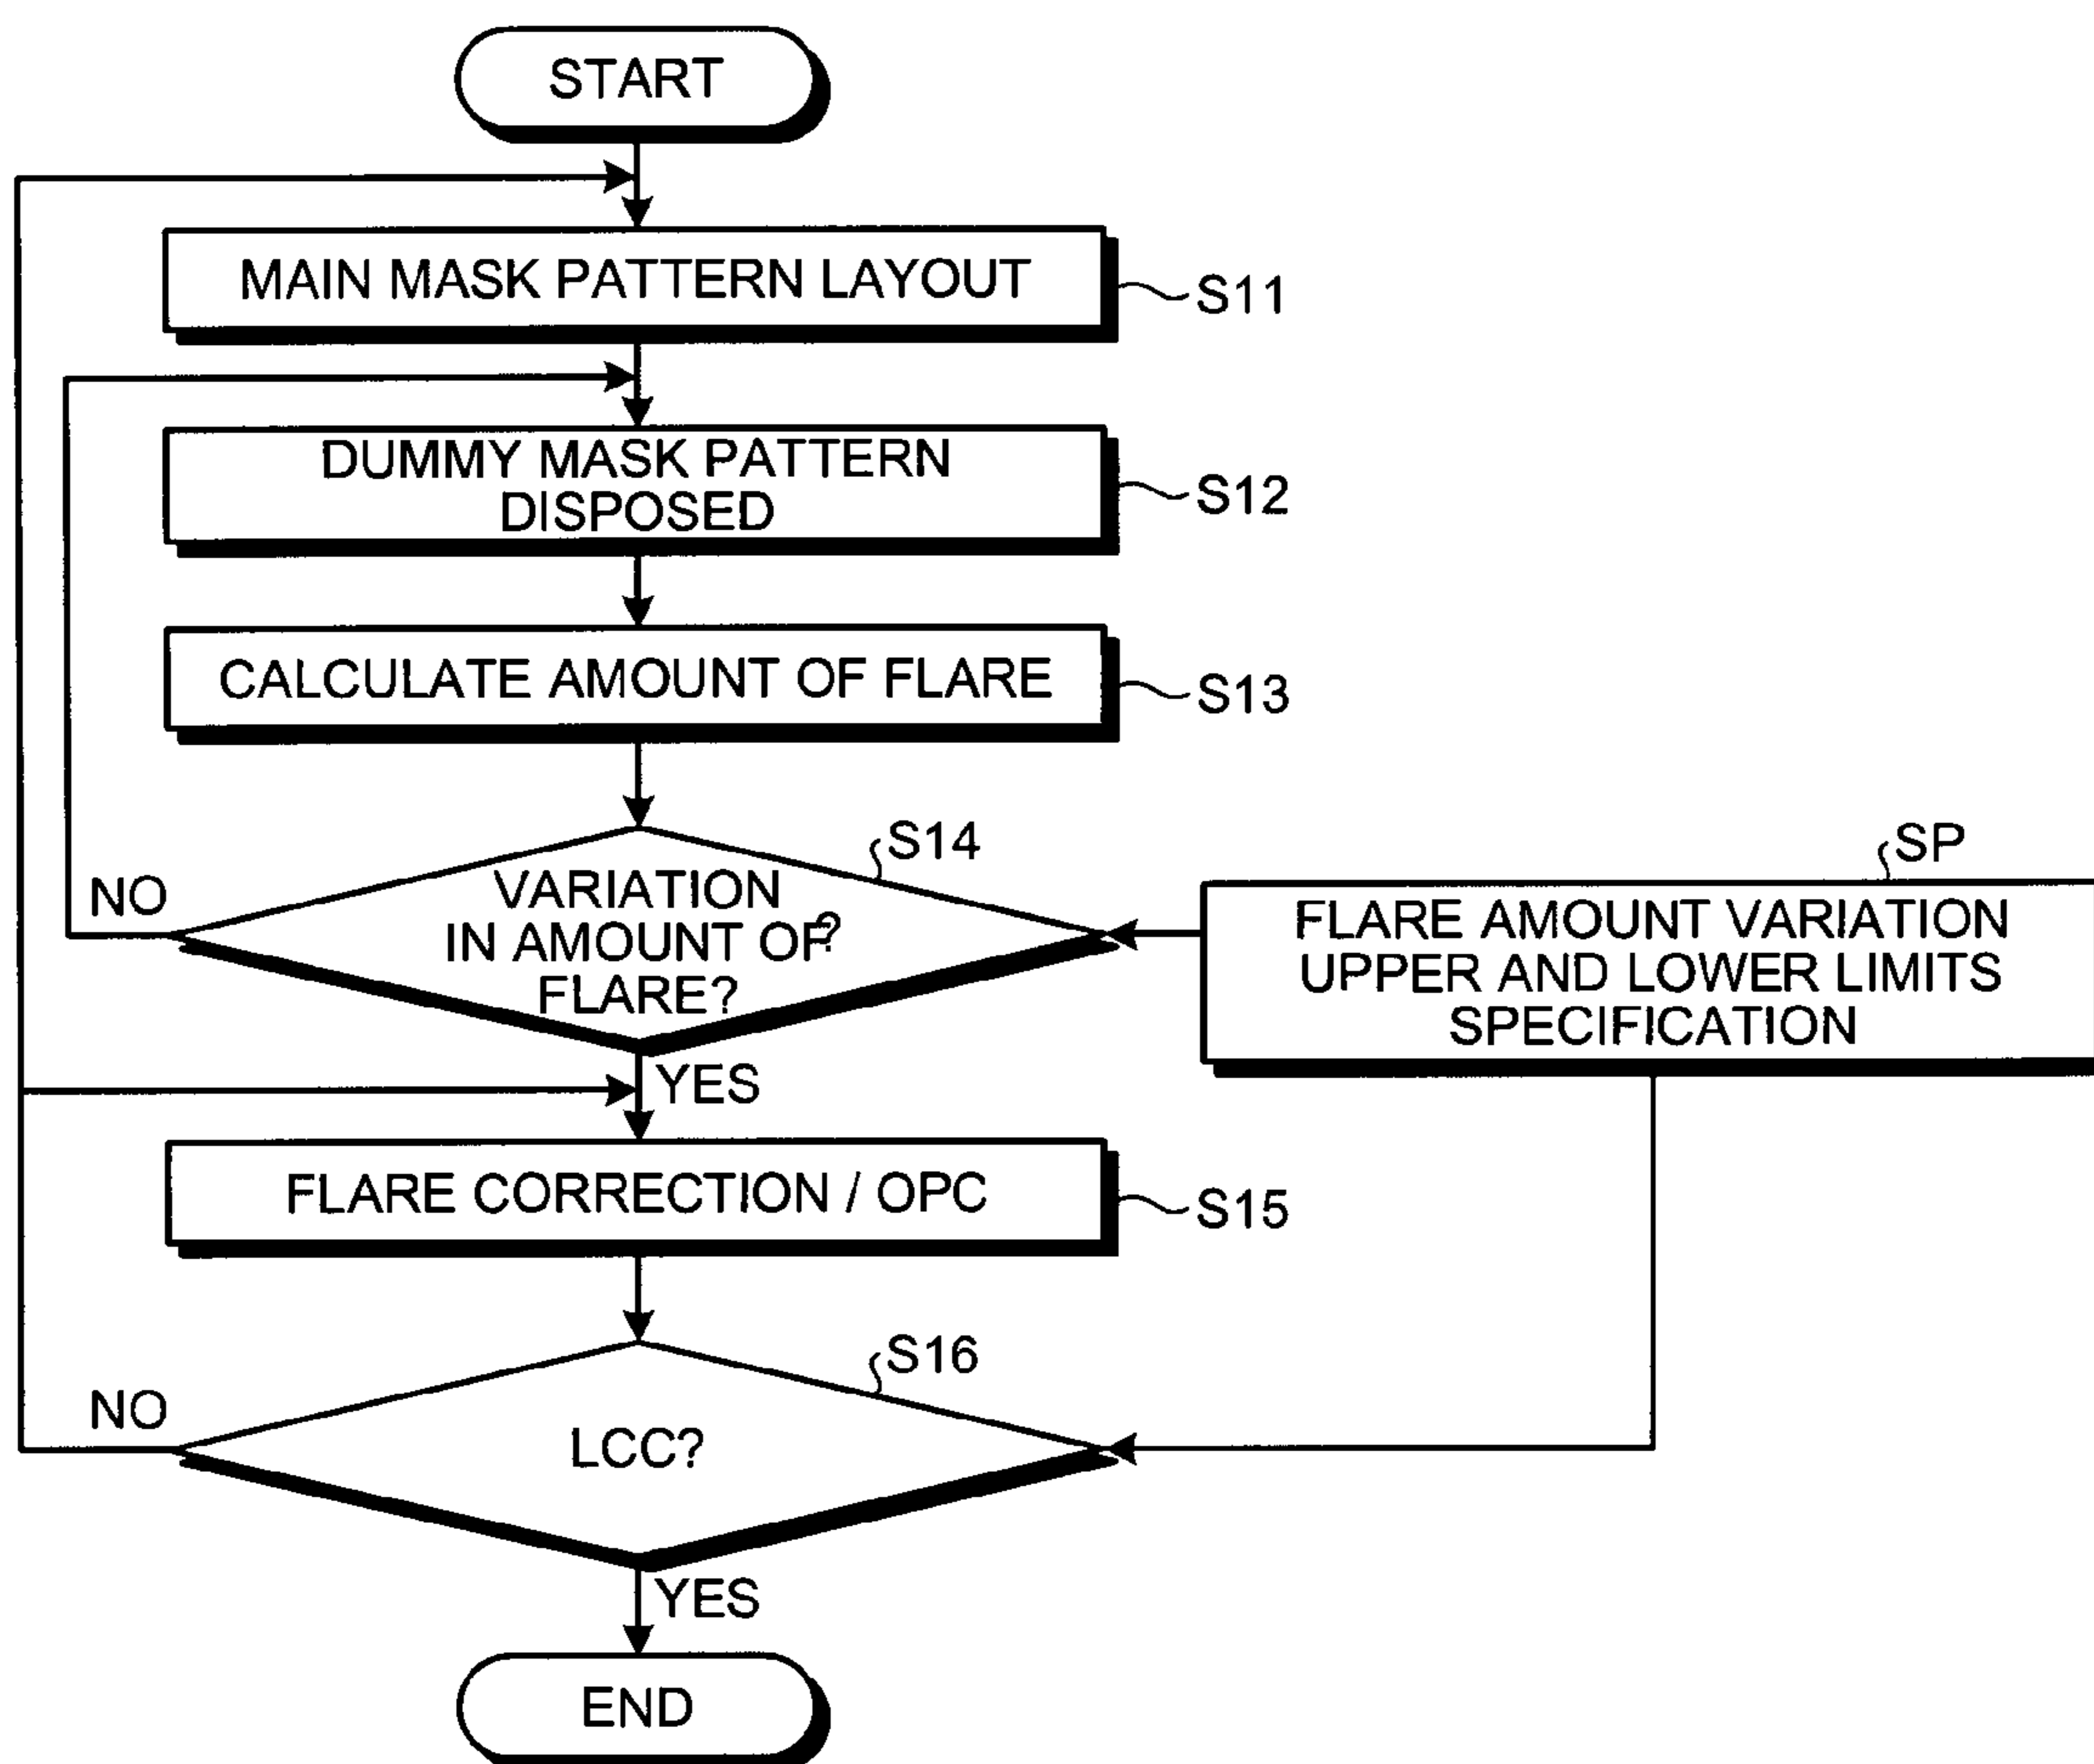 START
MAIN MASK PATTERN LAYOUT
S11
DUMMY MASK PATTERN
DISPOSED
S12
CALCULATE AMOUNT OF FLARE
S13
S14
VARIATION
IN AMOUNT OF?
FLARE?
NO
YES
SP
FLARE AMOUNT VARIATION
UPPER AND LOWER LIMITS
SPECIFICATION
FLARE CORRECTION / OPC
S15
S16
LCC?
NO
YES
END